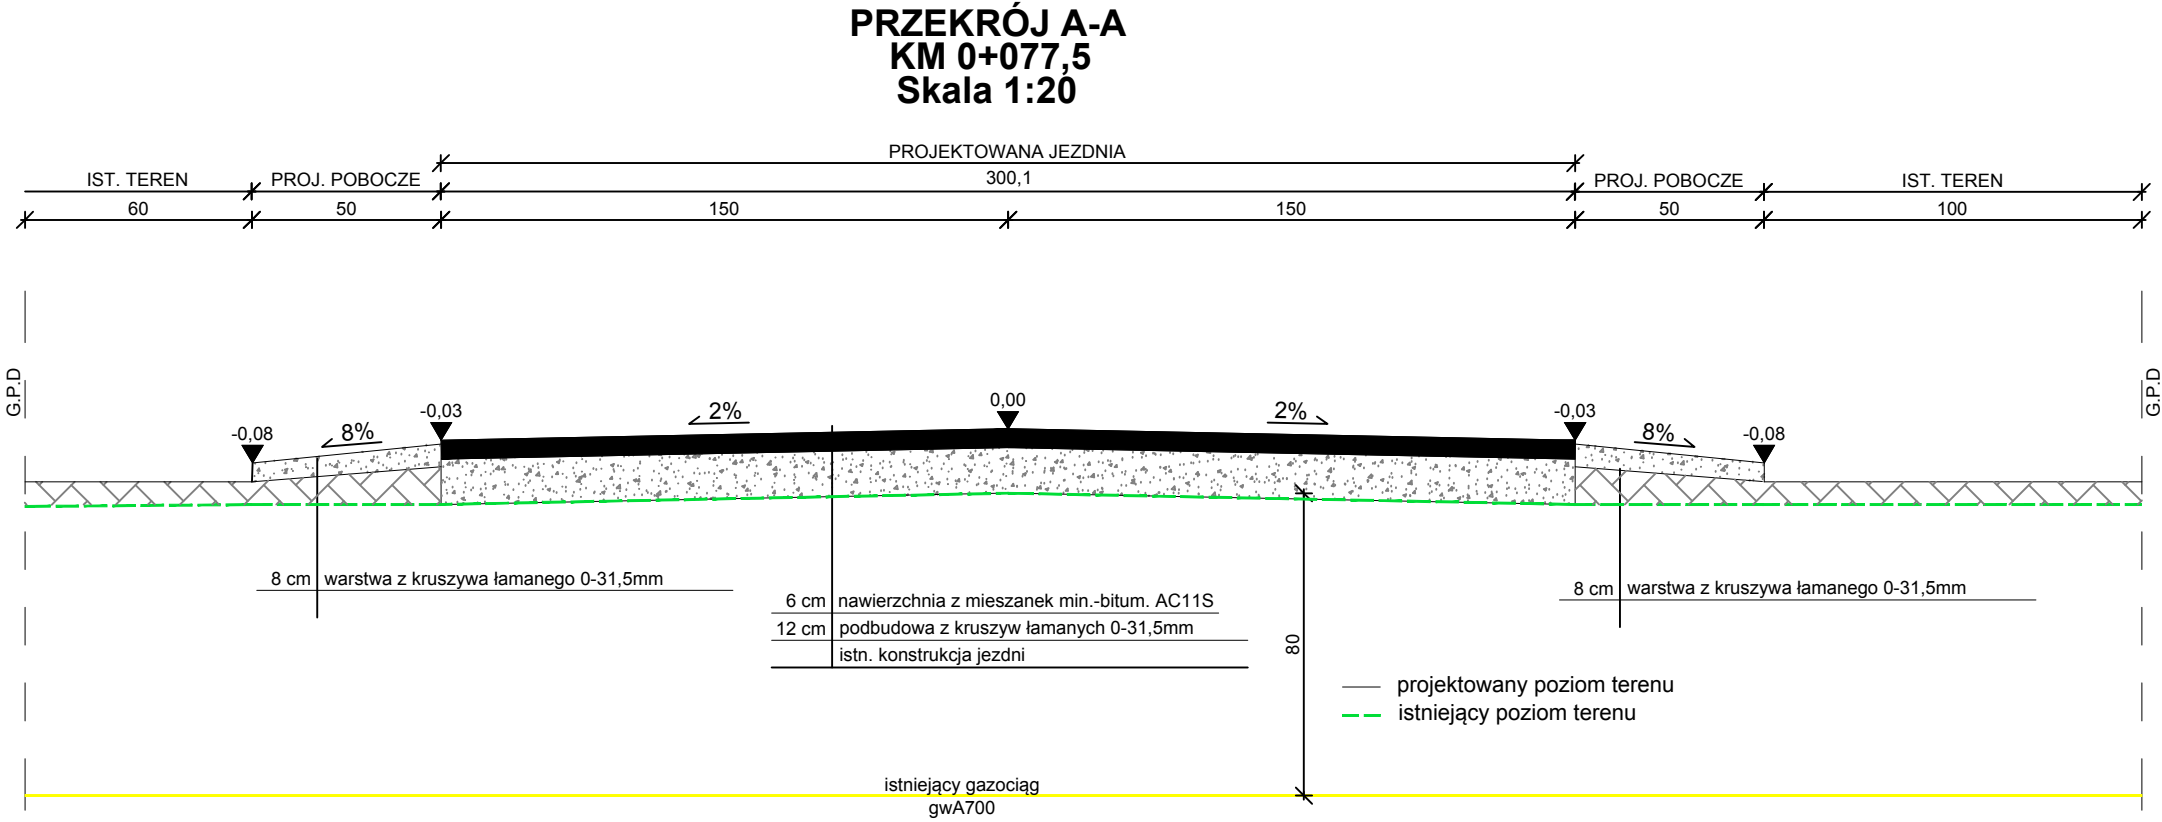 PRZEKRÓJ A-A
KM 0+077,5
Skala 1:20
PROJEKTOWANA JEZDNIA
IST. TEREN
PROJ. POBOCZE
300,1
PROJ. POBOCZE
IST. TEREN
60
50
150
150
50
100
G.P.D
G.P.D
-0,08
8%
-0,03
2%
0,00
2%
-0,03
8%
-0,08
8 cm warstwa z kruszywa łamanego 0-31,5mm
6 cm nawierzchnia z mieszanek min.-bitum. AC11S
12 cm podbudowa z kruszyw łamanych 0-31,5mm
istn. konstrukcja jezdni
8 cm warstwa z kruszywa łamanego 0-31,5mm
80
projektowany poziom terenu
istniejący poziom terenu
istniejący gazociąg
gwA700